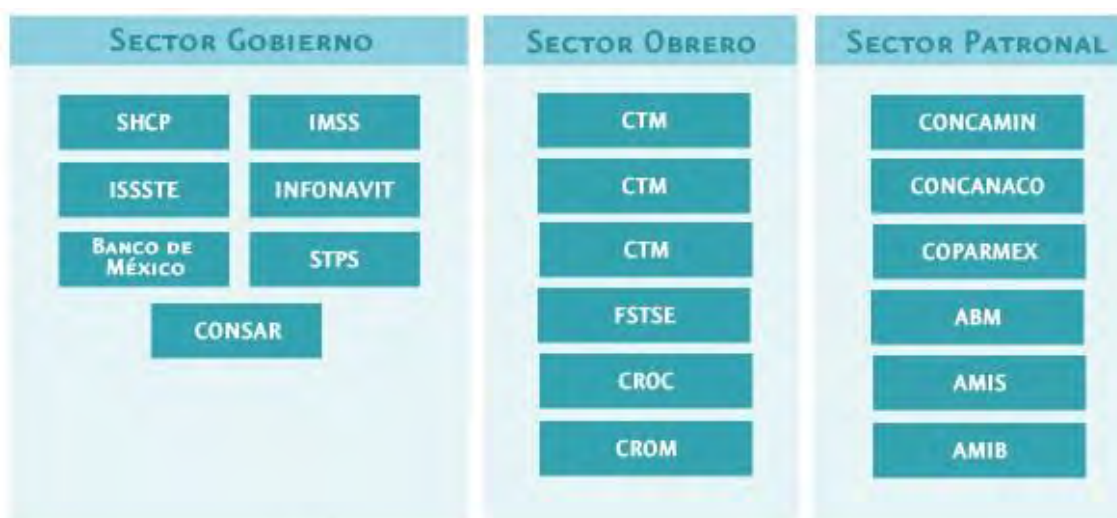 SECTOR GOBIERNO
SHCP
IMSS
ISSSTE
INFONAVIT
BANCO DE
MÉXICO
STPS
CONSAR
SECTOR OBRERO
CTM
CTM
CTM
FSTSE
CROC
CROM
SECTOR PATRONAL
CONCAMIN
CONCANACO
COPARMEX
ABM
AMIS
AMIB